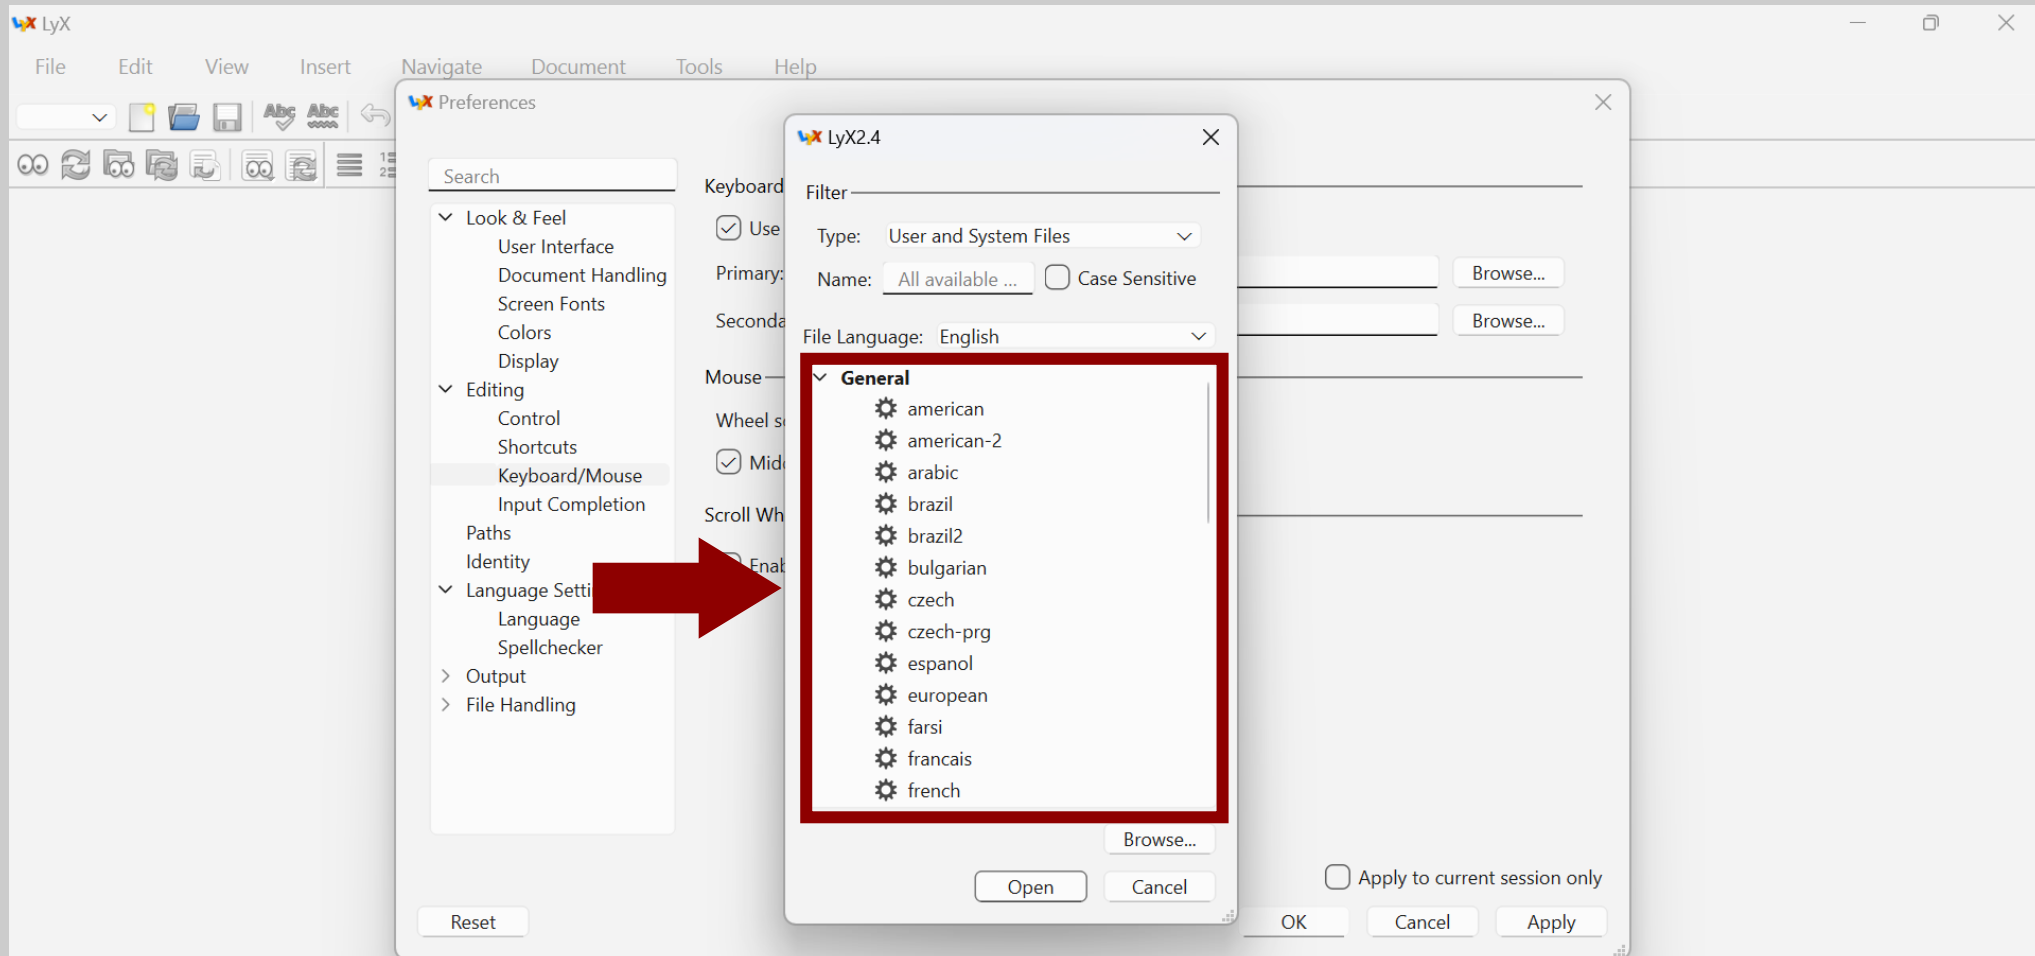 LyX
File Edit View Insert Navigate Document Tools Help
Preferences
Search
Look & Feel
User Interface
Document Handling
Screen Fonts
Colors
Display
Editing
Control
Shortcuts
Keyboard/Mouse
Input Completion
Paths
Identity
Language Setti
Language
Spellchecker
Output
File Handling
Reset
Keyboard
Use
Primary:
Browse...
Seconda
Browse...
Mouse
Wheel s
Mid
Scroll Wh
Enab
LyX2.4
Filter
Type: User and System Files
Name: All available ... Case Sensitive
File Language: English
General
american
american-2
arabic
brazil
brazil2
bulgarian
czech
czech-prg
espanol
european
farsi
francais
french
Browse...
Open Cancel
Apply to current session only
OK Cancel Apply